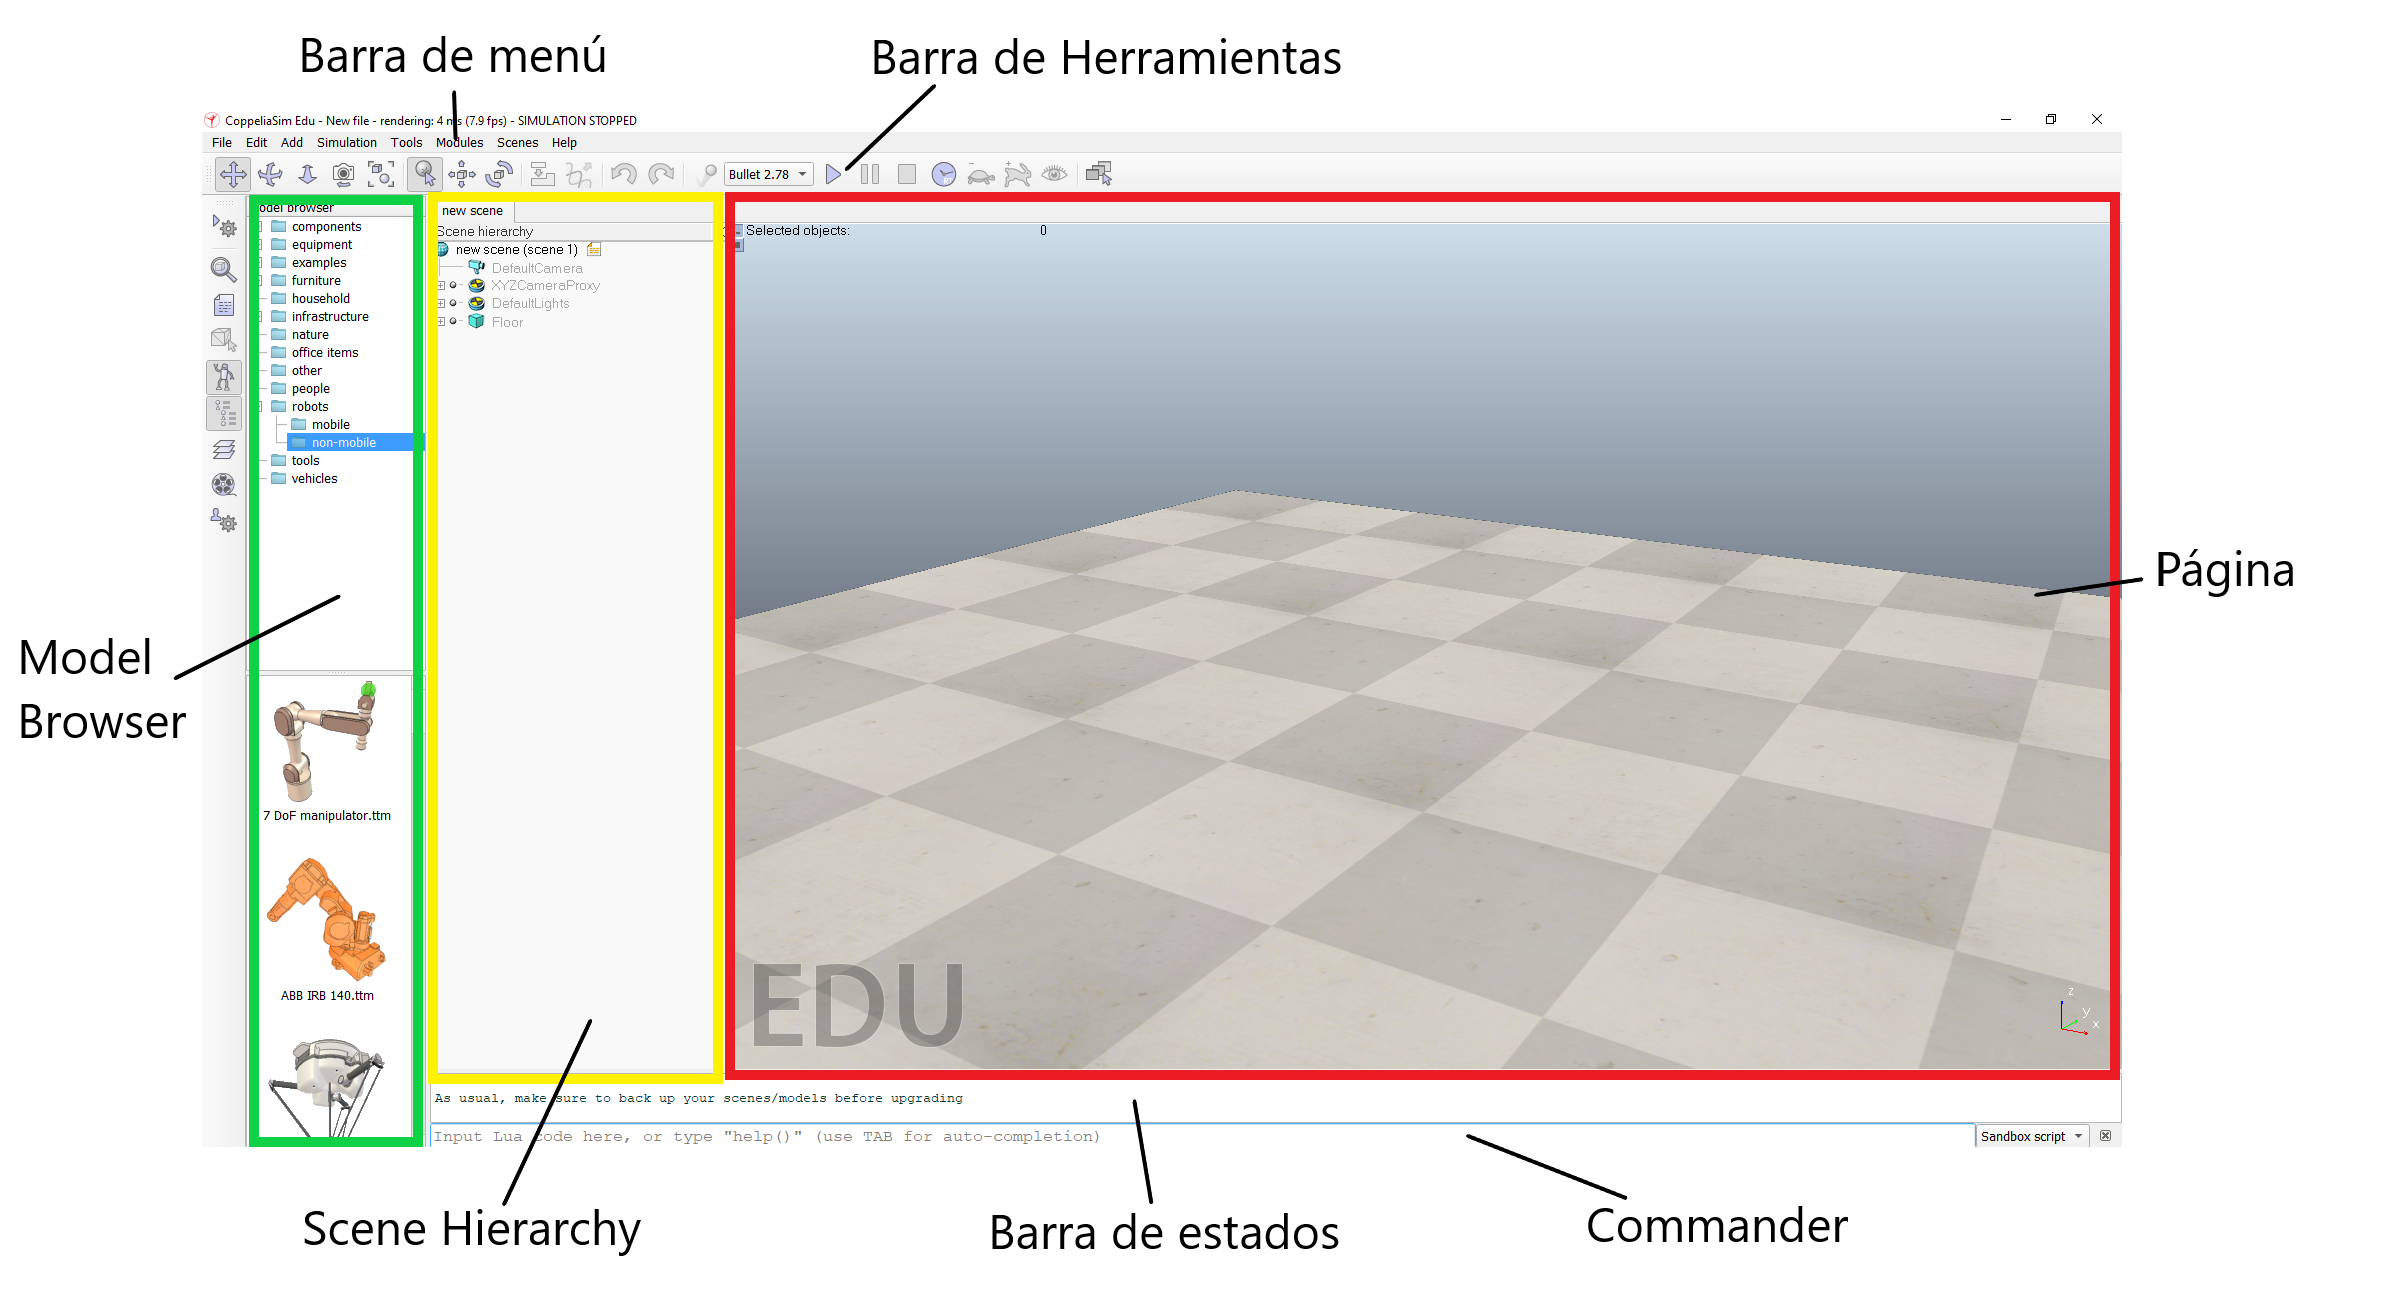 Barra de menú
Barra de Herramientas
CoppeliaSim Edu - New file - rendering: 4 ms (7.9 fps) - SIMULATION STOPPED
File Edit Add Simulation Tools Modules Scenes Help
Bullet 2.78
RT
odel browser
components
equipment
examples
furniture
household
infrastructure
nature
office items
other
people
robots
mobile
non-mobile
tools
vehicles
7 DoF manipulator.ttm
ABB IRB 140.ttm
new scene
Scene hierarchy
new scene (scene 1)
DefaultCamera
XYZCameraProxy
DefaultLights
Floor
Selected objects: 0
EDU
z
y
x
Página
Model
Browser
As usual, make sure to back up your scenes/models before upgrading
Input Lua code here, or type "help()" (use TAB for auto-completion)
Sandbox script
Scene Hierarchy
Barra de estados
Commander